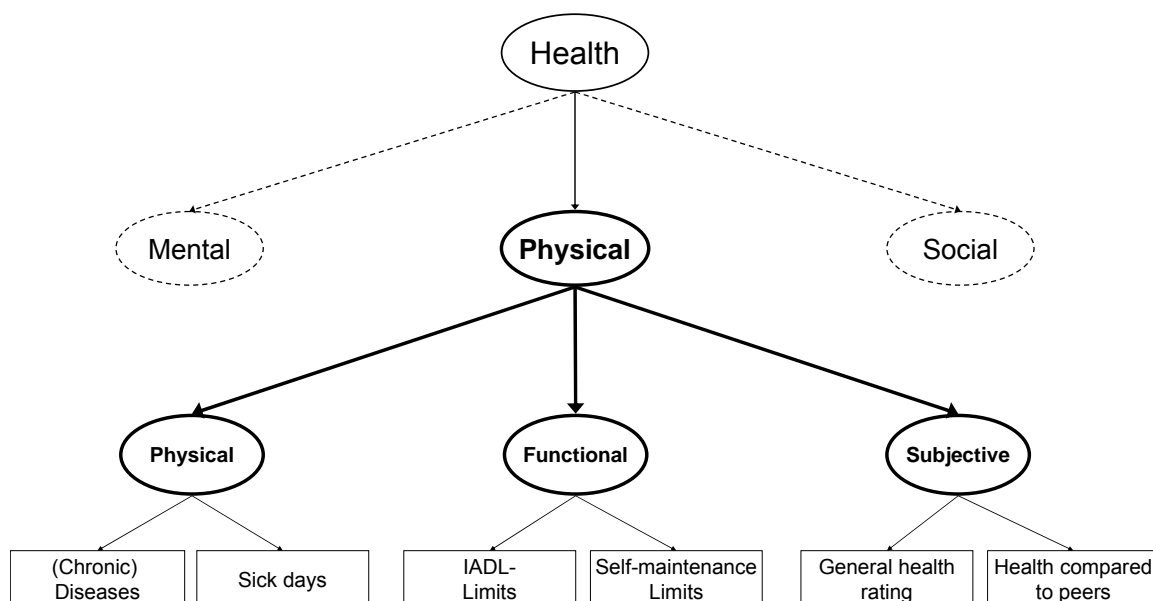 Health
Mental
Physical
Social
Physical
Functional
Subjective
(Chronic)
Diseases
Sick days
IADL-
Limits
Self-maintenance
Limits
General health
rating
Health compared
to peers